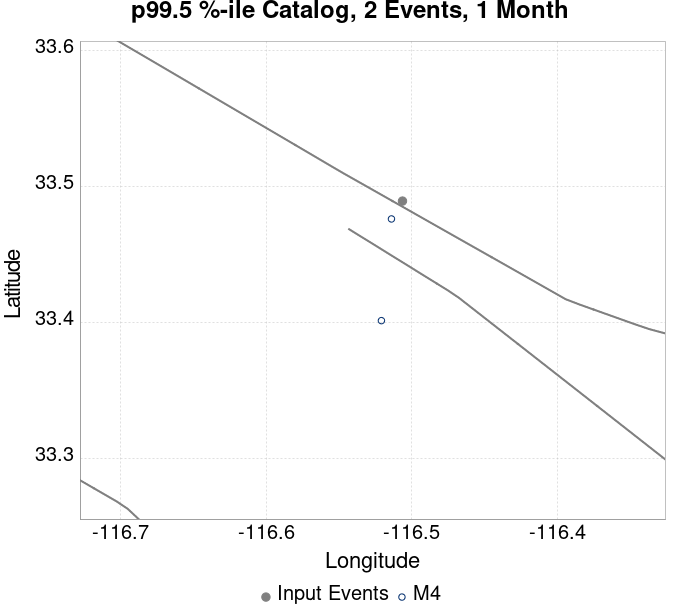 p99.5 %-ile Catalog, 2 Events, 1 Month
33.6
33.5
33.4
33.3
Latitude
-116.7 -116.6 -116.5 -116.4
Longitude
Input Events M4